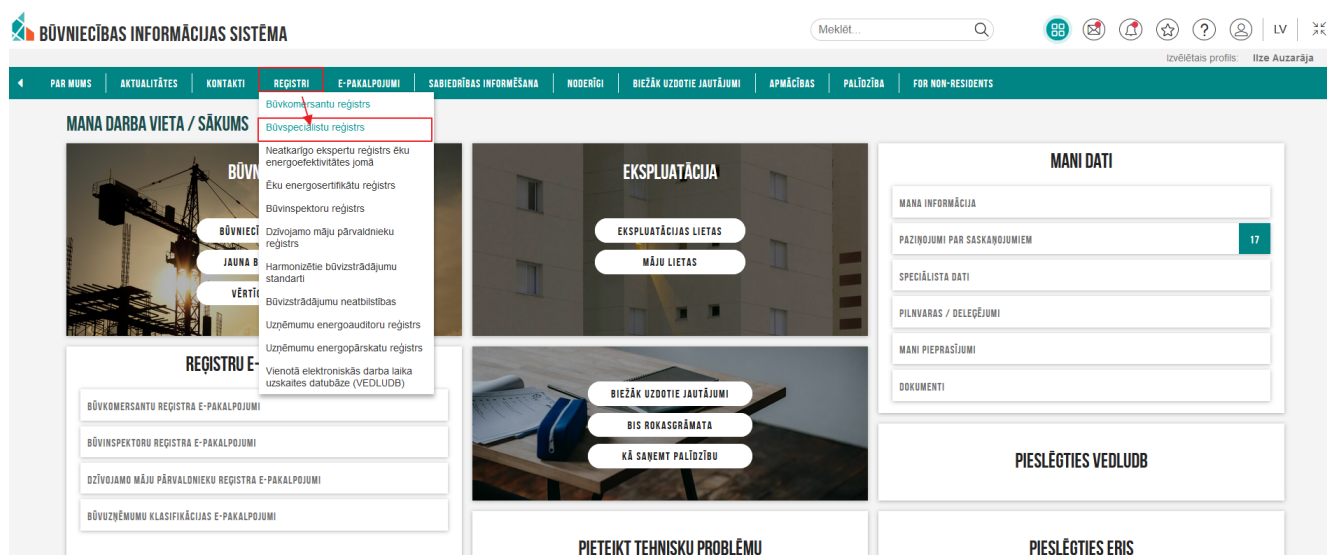 BŪVNIECĪBAS INFORMĀCIJAS SISTĒMA
Meklēt...
LV
Izvēlētais profils: Ilze Auzarāja
PAR MUMS
AKTUALITĀTES
KONTAKTI
REĢISTRI
E-PAKALPOJUMI
SABIEDRĪBAS INFORMĒŠANA
NODERĪGI
BIEŽĀK UZDOTIE JAUTĀJUMI
APMĀCĪBAS
PALĪDZĪBA
FOR NON-RESIDENTS
MANA DARBA VIETA / SĀKUMS
Būvkomersantu reģistrs
Būvspeciālistu reģistrs
Neatkarīgo ekspertu reģistrs ēku
energoefektivitātes jomā
Ēku energosertifikātu reģistrs
Būvinspektoru reģistrs
Dzīvojamo māju pārvaldnieku
reģistrs
Harmonizētie būvizstrādājumu
standarti
Būvizstrādājumu neatbilstības
Uzņēmumu energoauditoru reģistrs
Uzņēmumu energopārskatu reģistrs
Vienotā elektroniskās darba laika
uzskaites datubāze (VEDLUDB)
BŪVN
BŪVNIECĪ
JAUNA B
VĒRTĪ
EKSPLUATĀCIJA
EKSPLUATĀCIJAS LIETAS
MĀJU LIETAS
MANI DATI
MANA INFORMĀCIJA
PAZIŅOJUMI PAR SASKAŅOJUMIEM 17
SPECIĀLISTA DATI
PILNVARAS / DELEĢĒJUMI
MANI PIEPRASĪJUMI
DOKUMENTI
REĢISTRU E-
BŪVKOMERSANTU REĢISTRA E-PAKALPOJUMI
BŪVINSPEKTORU REĢISTRA E-PAKALPOJUMI
DZĪVOJAMO MĀJU PĀRVALDNIEKU REĢISTRA E-PAKALPOJUMI
BŪVUZŅĒMUMU KLASIFIKĀCIJAS E-PAKALPOJUMI
BIEŽĀK UZDOTIE JAUTĀJUMI
BIS ROKASGRĀMATA
KĀ SAŅEMT PALĪDZĪBU
PIESLĒGTIES VEDLUDB
PIETEIKT TEHNISKU PROBLĒMU
PIESLĒGTIES ERIS